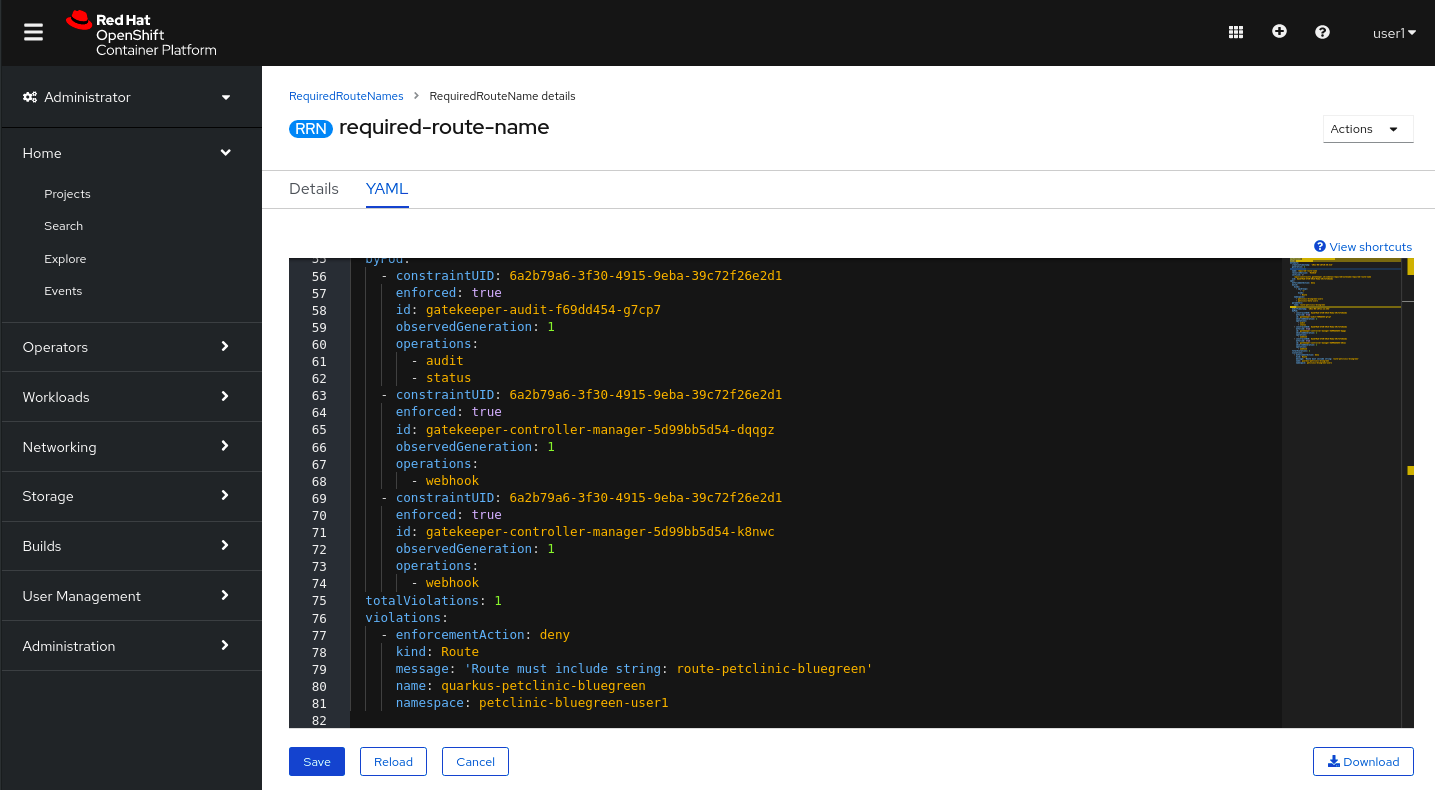 Red Hat
OpenShift
Container Platform
user1
Administrator
Home
Projects
Search
Explore
Events
Operators
Workloads
Networking
Storage
Builds
User Management
Administration
RequiredRouteNames > RequiredRouteName details
RRN required-route-name
Actions
Details YAML
View shortcuts
55 byPod:
56 - constraintUID: 6a2b79a6-3f30-4915-9eba-39c72f26e2d1
57 enforced: true
58 id: gatekeeper-audit-f69dd454-g7cp7
59 observedGeneration: 1
60 operations:
61 - audit
62 - status
63 - constraintUID: 6a2b79a6-3f30-4915-9eba-39c72f26e2d1
64 enforced: true
65 id: gatekeeper-controller-manager-5d99bb5d54-dqqgz
66 observedGeneration: 1
67 operations:
68 - webhook
69 - constraintUID: 6a2b79a6-3f30-4915-9eba-39c72f26e2d1
70 enforced: true
71 id: gatekeeper-controller-manager-5d99bb5d54-k8nwc
72 observedGeneration: 1
73 operations:
74 - webhook
75 totalViolations: 1
76 violations:
77 - enforcementAction: deny
78 kind: Route
79 message: 'Route must include string: route-petclinic-bluegreen'
80 name: quarkus-petclinic-bluegreen
81 namespace: petclinic-bluegreen-user1
82
Save Reload Cancel Download